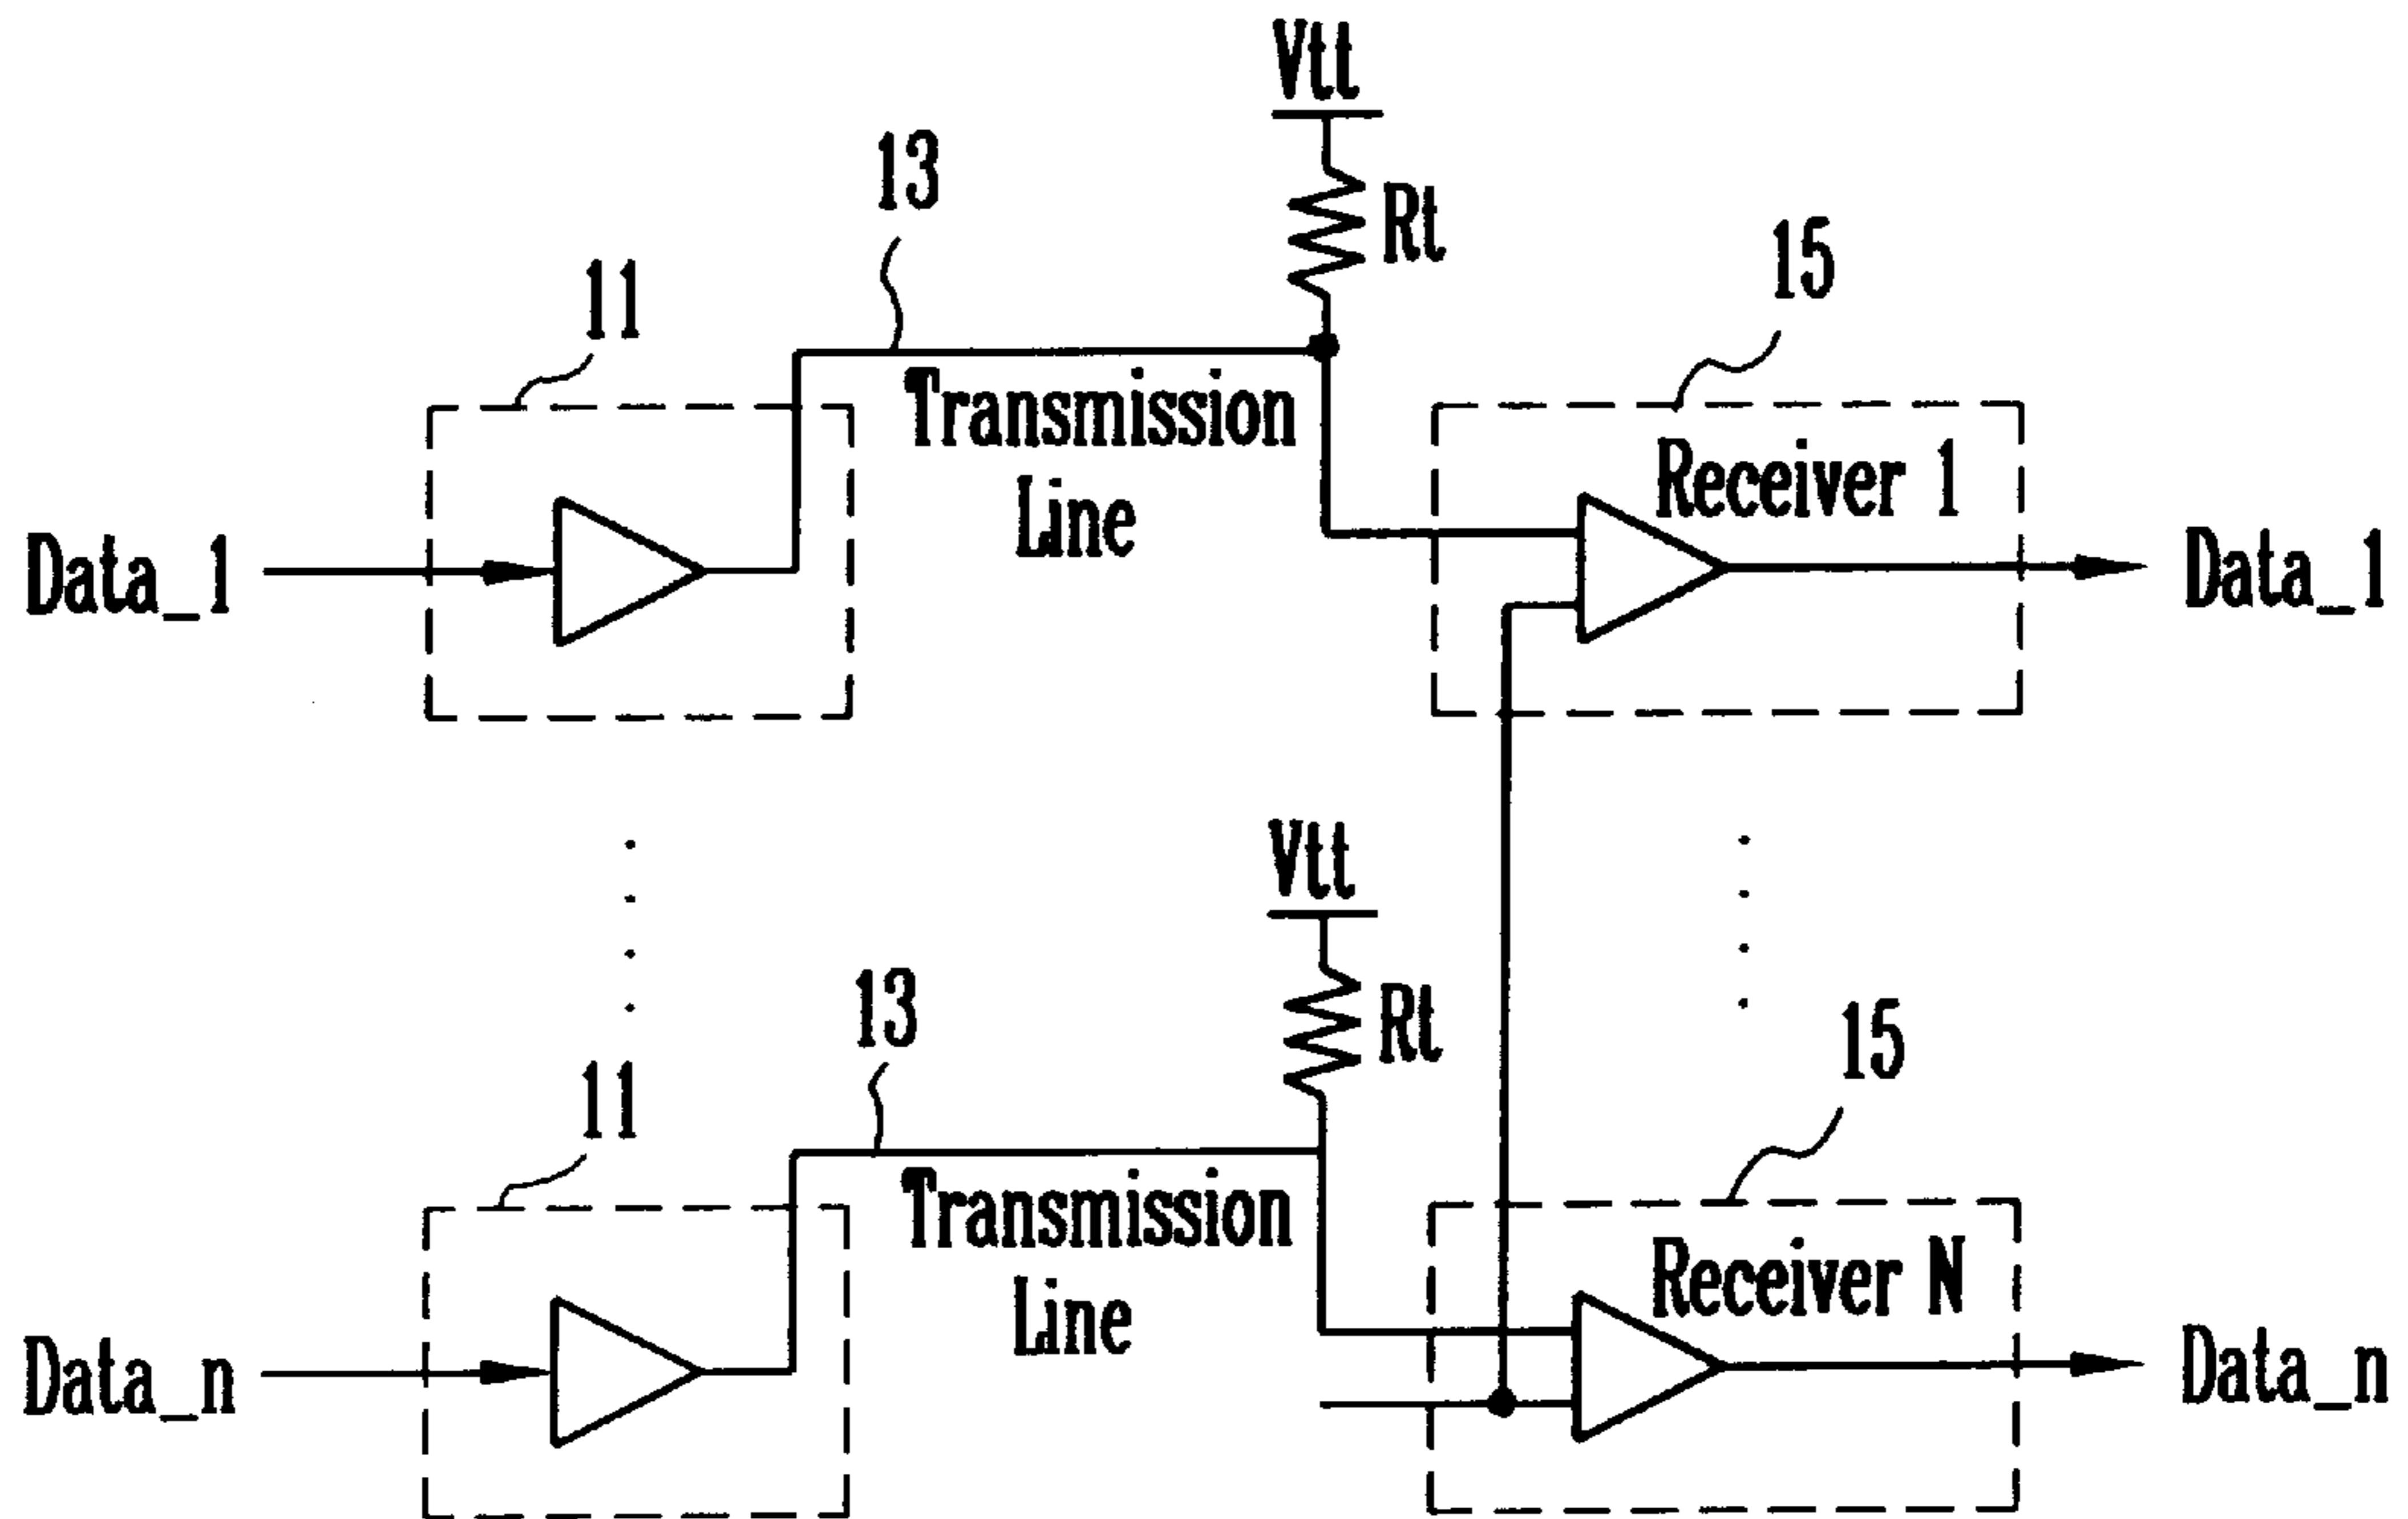 Vtt
13
Rt
15
11
Transmission
Line
Receiver 1
Data_1
Data_1
Vtt
13
Rt
15
11
Transmission
Line
Receiver N
Data_n
Data_n